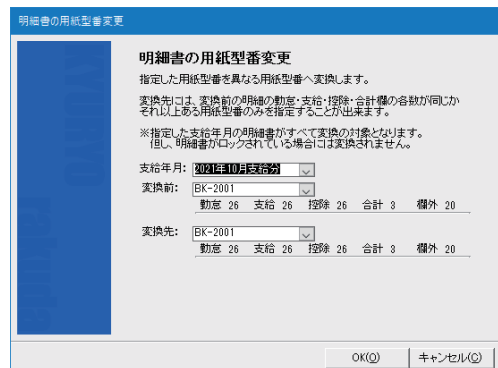 明細書の用紙型番変更
明細書の用紙型番変更
指定した用紙型番を異なる用紙型番へ変換します。
変換先には、変換前の明細の勤怠・支給・控除・合計欄の各数が同じか
それ以上ある用紙型番のみを指定することが出来ます。
※指定した支給年月の明細書がすべて変換の対象となります。
但し、明細書がロックされている場合には変換されません。
支給年月: 2021年10月支給分
変換前: BK-2001
勤怠 26 支給 26 控除 26 合計 3 欄外 20
変換先: BK-2001
勤怠 26 支給 26 控除 26 合計 3 欄外 20
OK(O) キャンセル(C)